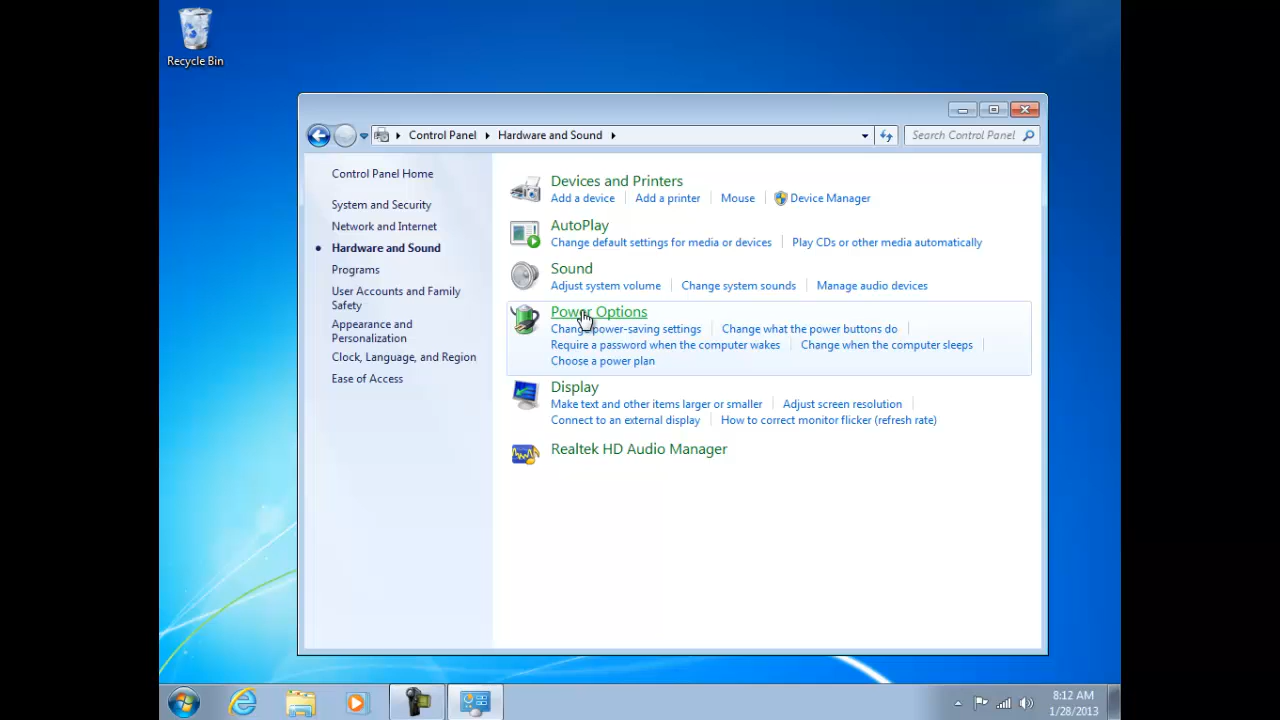 Recycle Bin
Control Panel Hardware and Sound
Search Control Panel
Control Panel Home
System and Security
Network and Internet
Hardware and Sound
Programs
User Accounts and Family
Safety
Appearance and
Personalization
Clock, Language, and Region
Ease of Access
Devices and Printers
Add a device Add a printer Mouse Device Manager
AutoPlay
Change default settings for media or devices Play CDs or other media automatically
Sound
Adjust system volume Change system sounds Manage audio devices
Power Options
Change power-saving settings Change what the power buttons do
Require a password when the computer wakes Change when the computer sleeps
Choose a power plan
Display
Make text and other items larger or smaller Adjust screen resolution
Connect to an external display How to correct monitor flicker (refresh rate)
Realtek HD Audio Manager
8:12 AM
1/28/2013